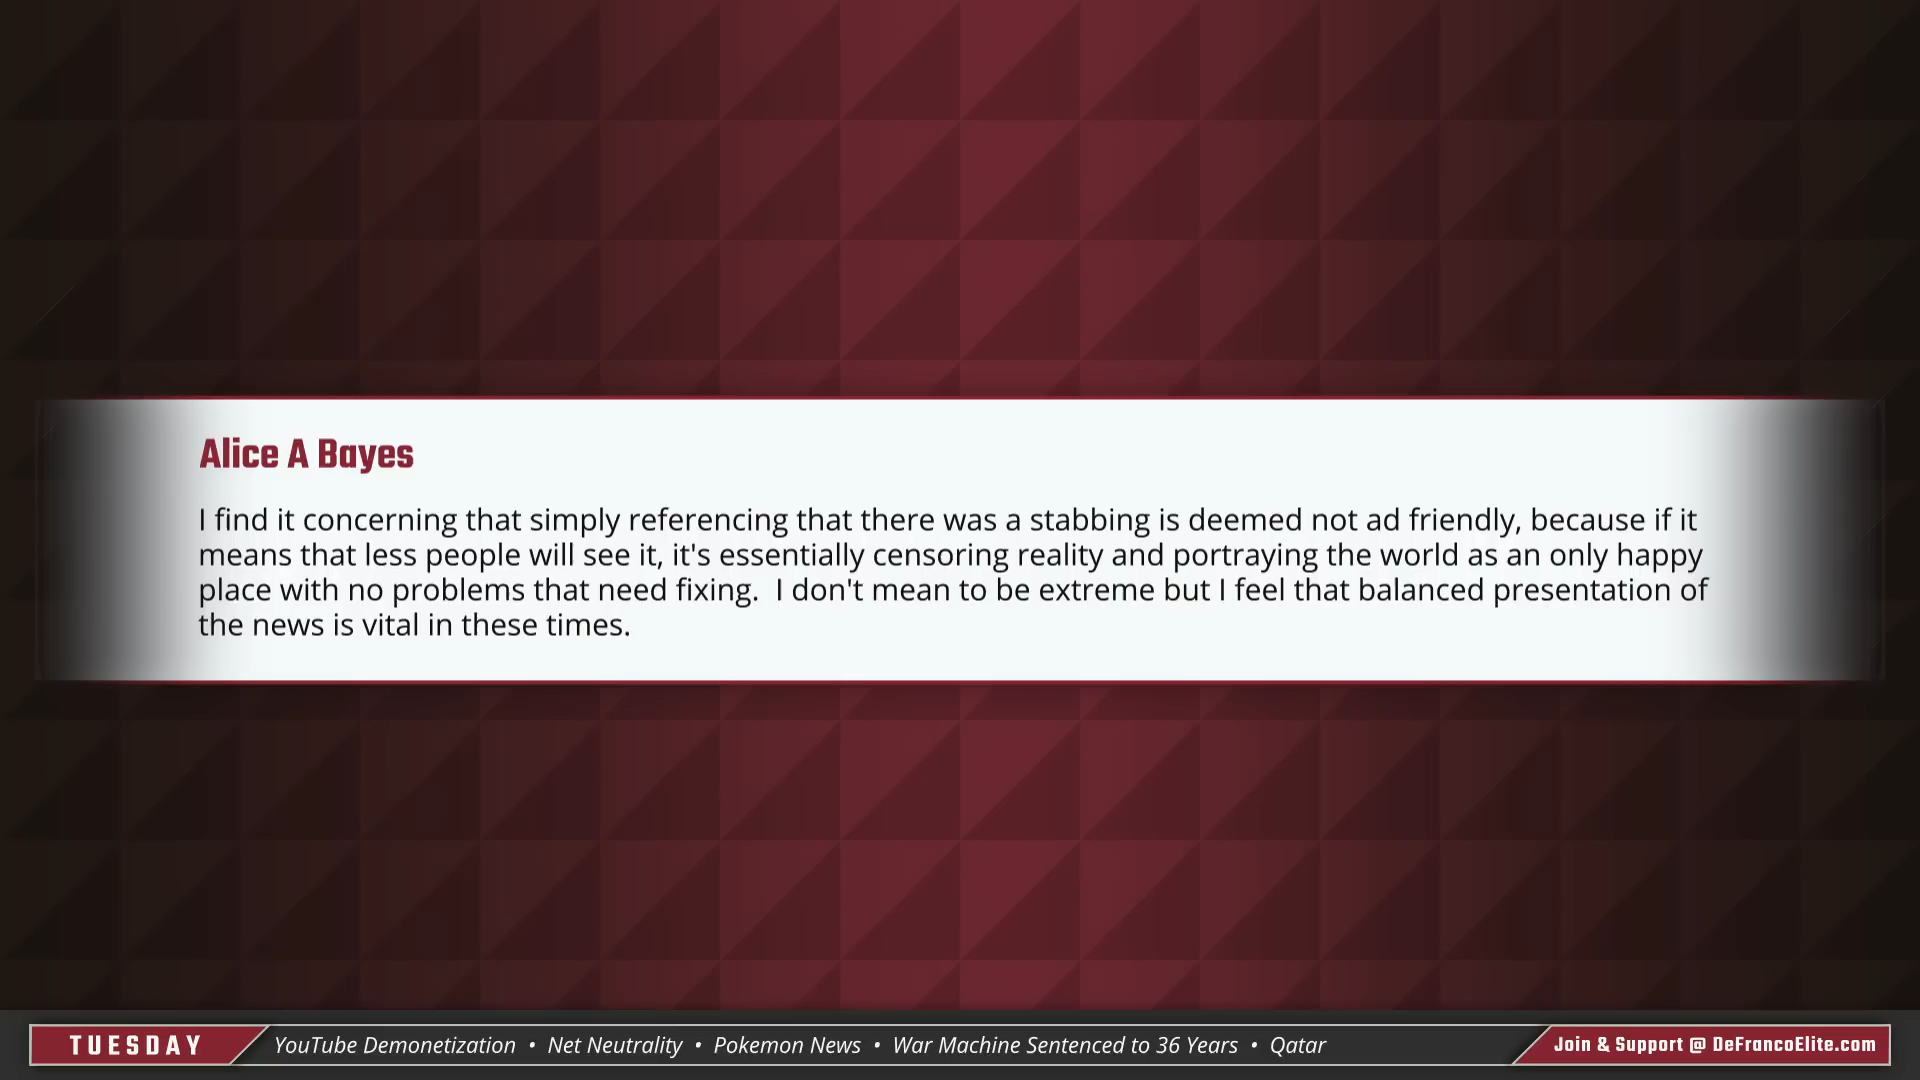 Alice A Bayes
I find it concerning that simply referencing that there was a stabbing is deemed not ad friendly, because if it
means that less people will see it, it's essentially censoring reality and portraying the world as an only happy
place with no problems that need fixing.  I don't mean to be extreme but I feel that balanced presentation of
the news is vital in these times.
TUESDAY YouTube Demonetization • Net Neutrality • Pokemon News • War Machine Sentenced to 36 Years • Qatar Join & Support @ DeFrancoElite.com